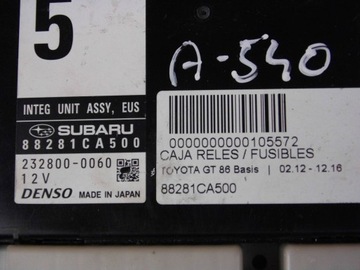 5
A-540
INTEG UNIT ASSY, EUS
SUBARU
88281CA500
232800-0060
12V
DENSO MADE IN JAPAN
0000000000105572
CAJA RELES / FUSIBLES
TOYOTA GT 86 Basis | 02.12 - 12.16
88281CA500